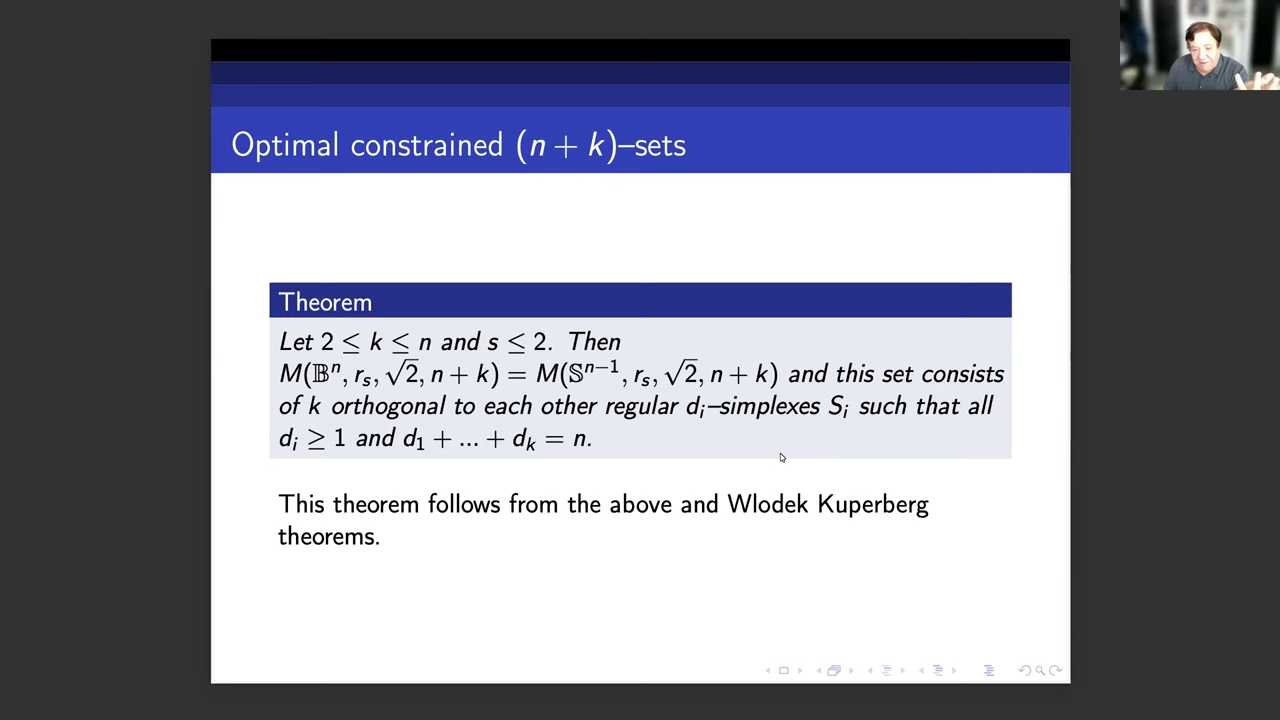 Optimal constrained (n + k)–sets
Theorem
Let 2 ≤ k ≤ n and s ≤ 2. Then
M(𝔹ⁿ, rₛ, √2, n + k) = M(𝕊ⁿ⁻¹, rₛ, √2, n + k) and this set consists
of k orthogonal to each other regular dᵢ–simplexes Sᵢ such that all
dᵢ ≥ 1 and d₁ + ... + dₖ = n.
This theorem follows from the above and Wlodek Kuperberg
theorems.